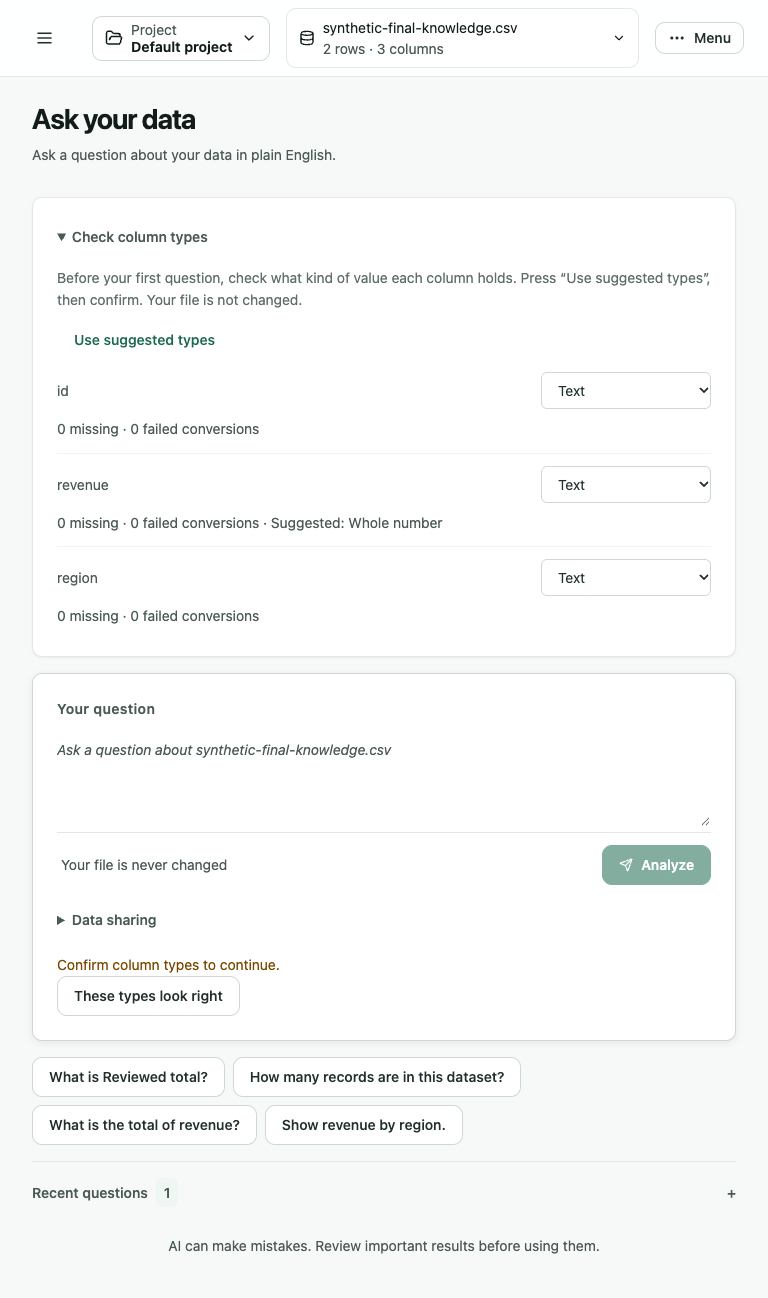 Project
Default project
synthetic-final-knowledge.csv
2 rows · 3 columns
Menu
Ask your data
Ask a question about your data in plain English.
Check column types
Before your first question, check what kind of value each column holds. Press “Use suggested types”,
then confirm. Your file is not changed.
Use suggested types
id
Text
0 missing · 0 failed conversions
revenue
Text
0 missing · 0 failed conversions · Suggested: Whole number
region
Text
0 missing · 0 failed conversions
Your question
Ask a question about synthetic-final-knowledge.csv
Your file is never changed
Analyze
Data sharing
Confirm column types to continue.
These types look right
What is Reviewed total?
How many records are in this dataset?
What is the total of revenue?
Show revenue by region.
Recent questions 1
+
AI can make mistakes. Review important results before using them.